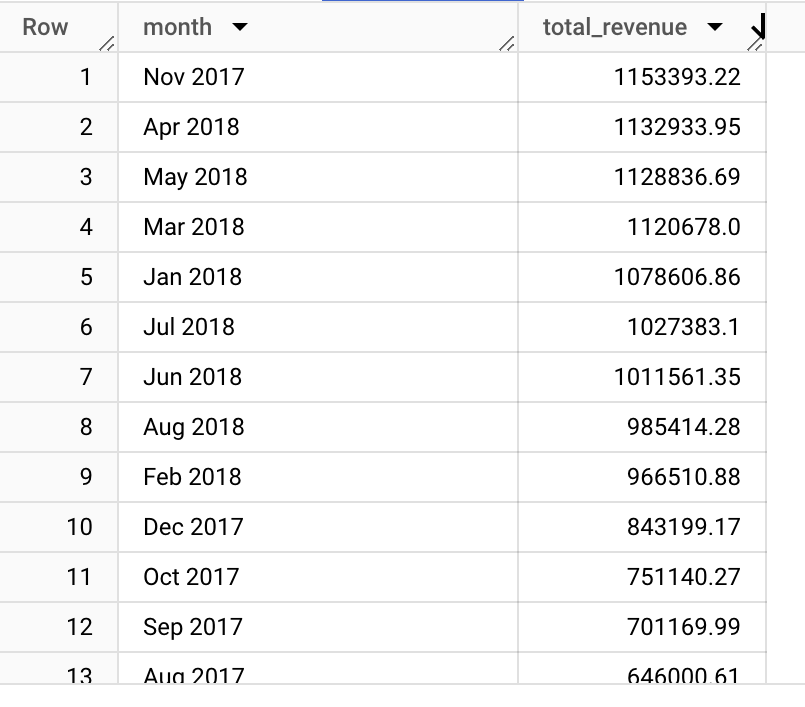 Row month total_revenue
1 Nov 2017 1153393.22
2 Apr 2018 1132933.95
3 May 2018 1128836.69
4 Mar 2018 1120678.0
5 Jan 2018 1078606.86
6 Jul 2018 1027383.1
7 Jun 2018 1011561.35
8 Aug 2018 985414.28
9 Feb 2018 966510.88
10 Dec 2017 843199.17
11 Oct 2017 751140.27
12 Sep 2017 701169.99
13 Aug 2017 646000.61